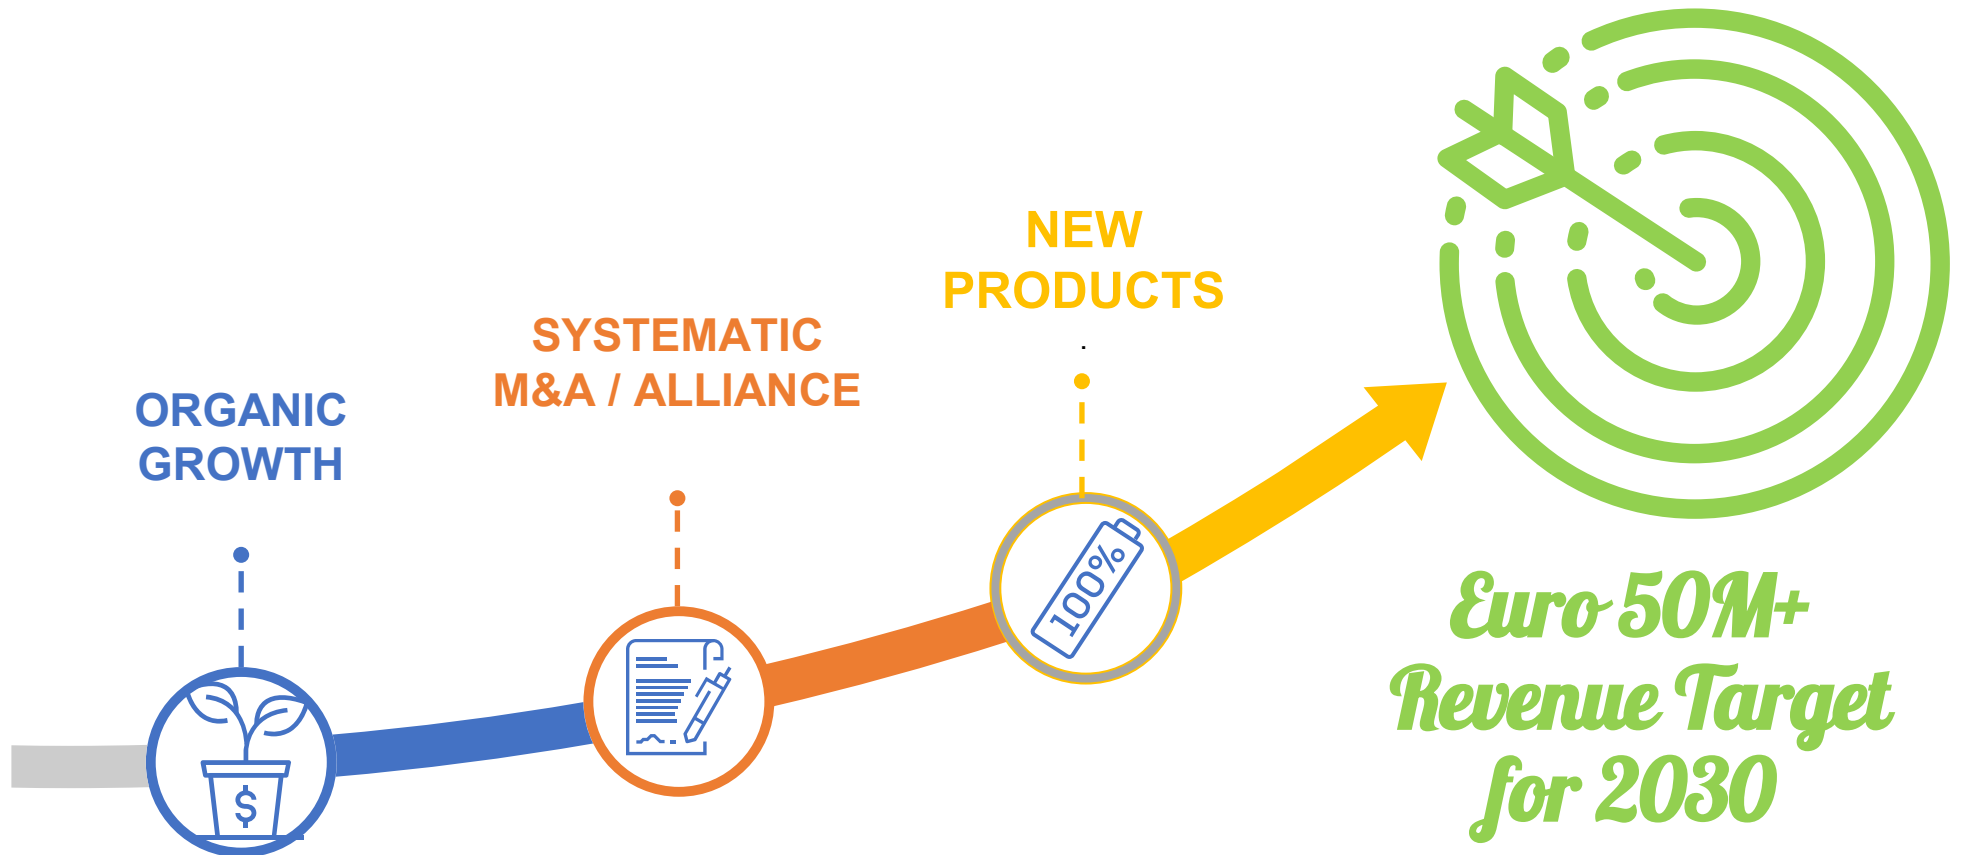 ORGANIC
GROWTH
$
SYSTEMATIC
M&A / ALLIANCE
NEW
PRODUCTS
.
100%
Euro 50M+
Revenue Target
for 2030